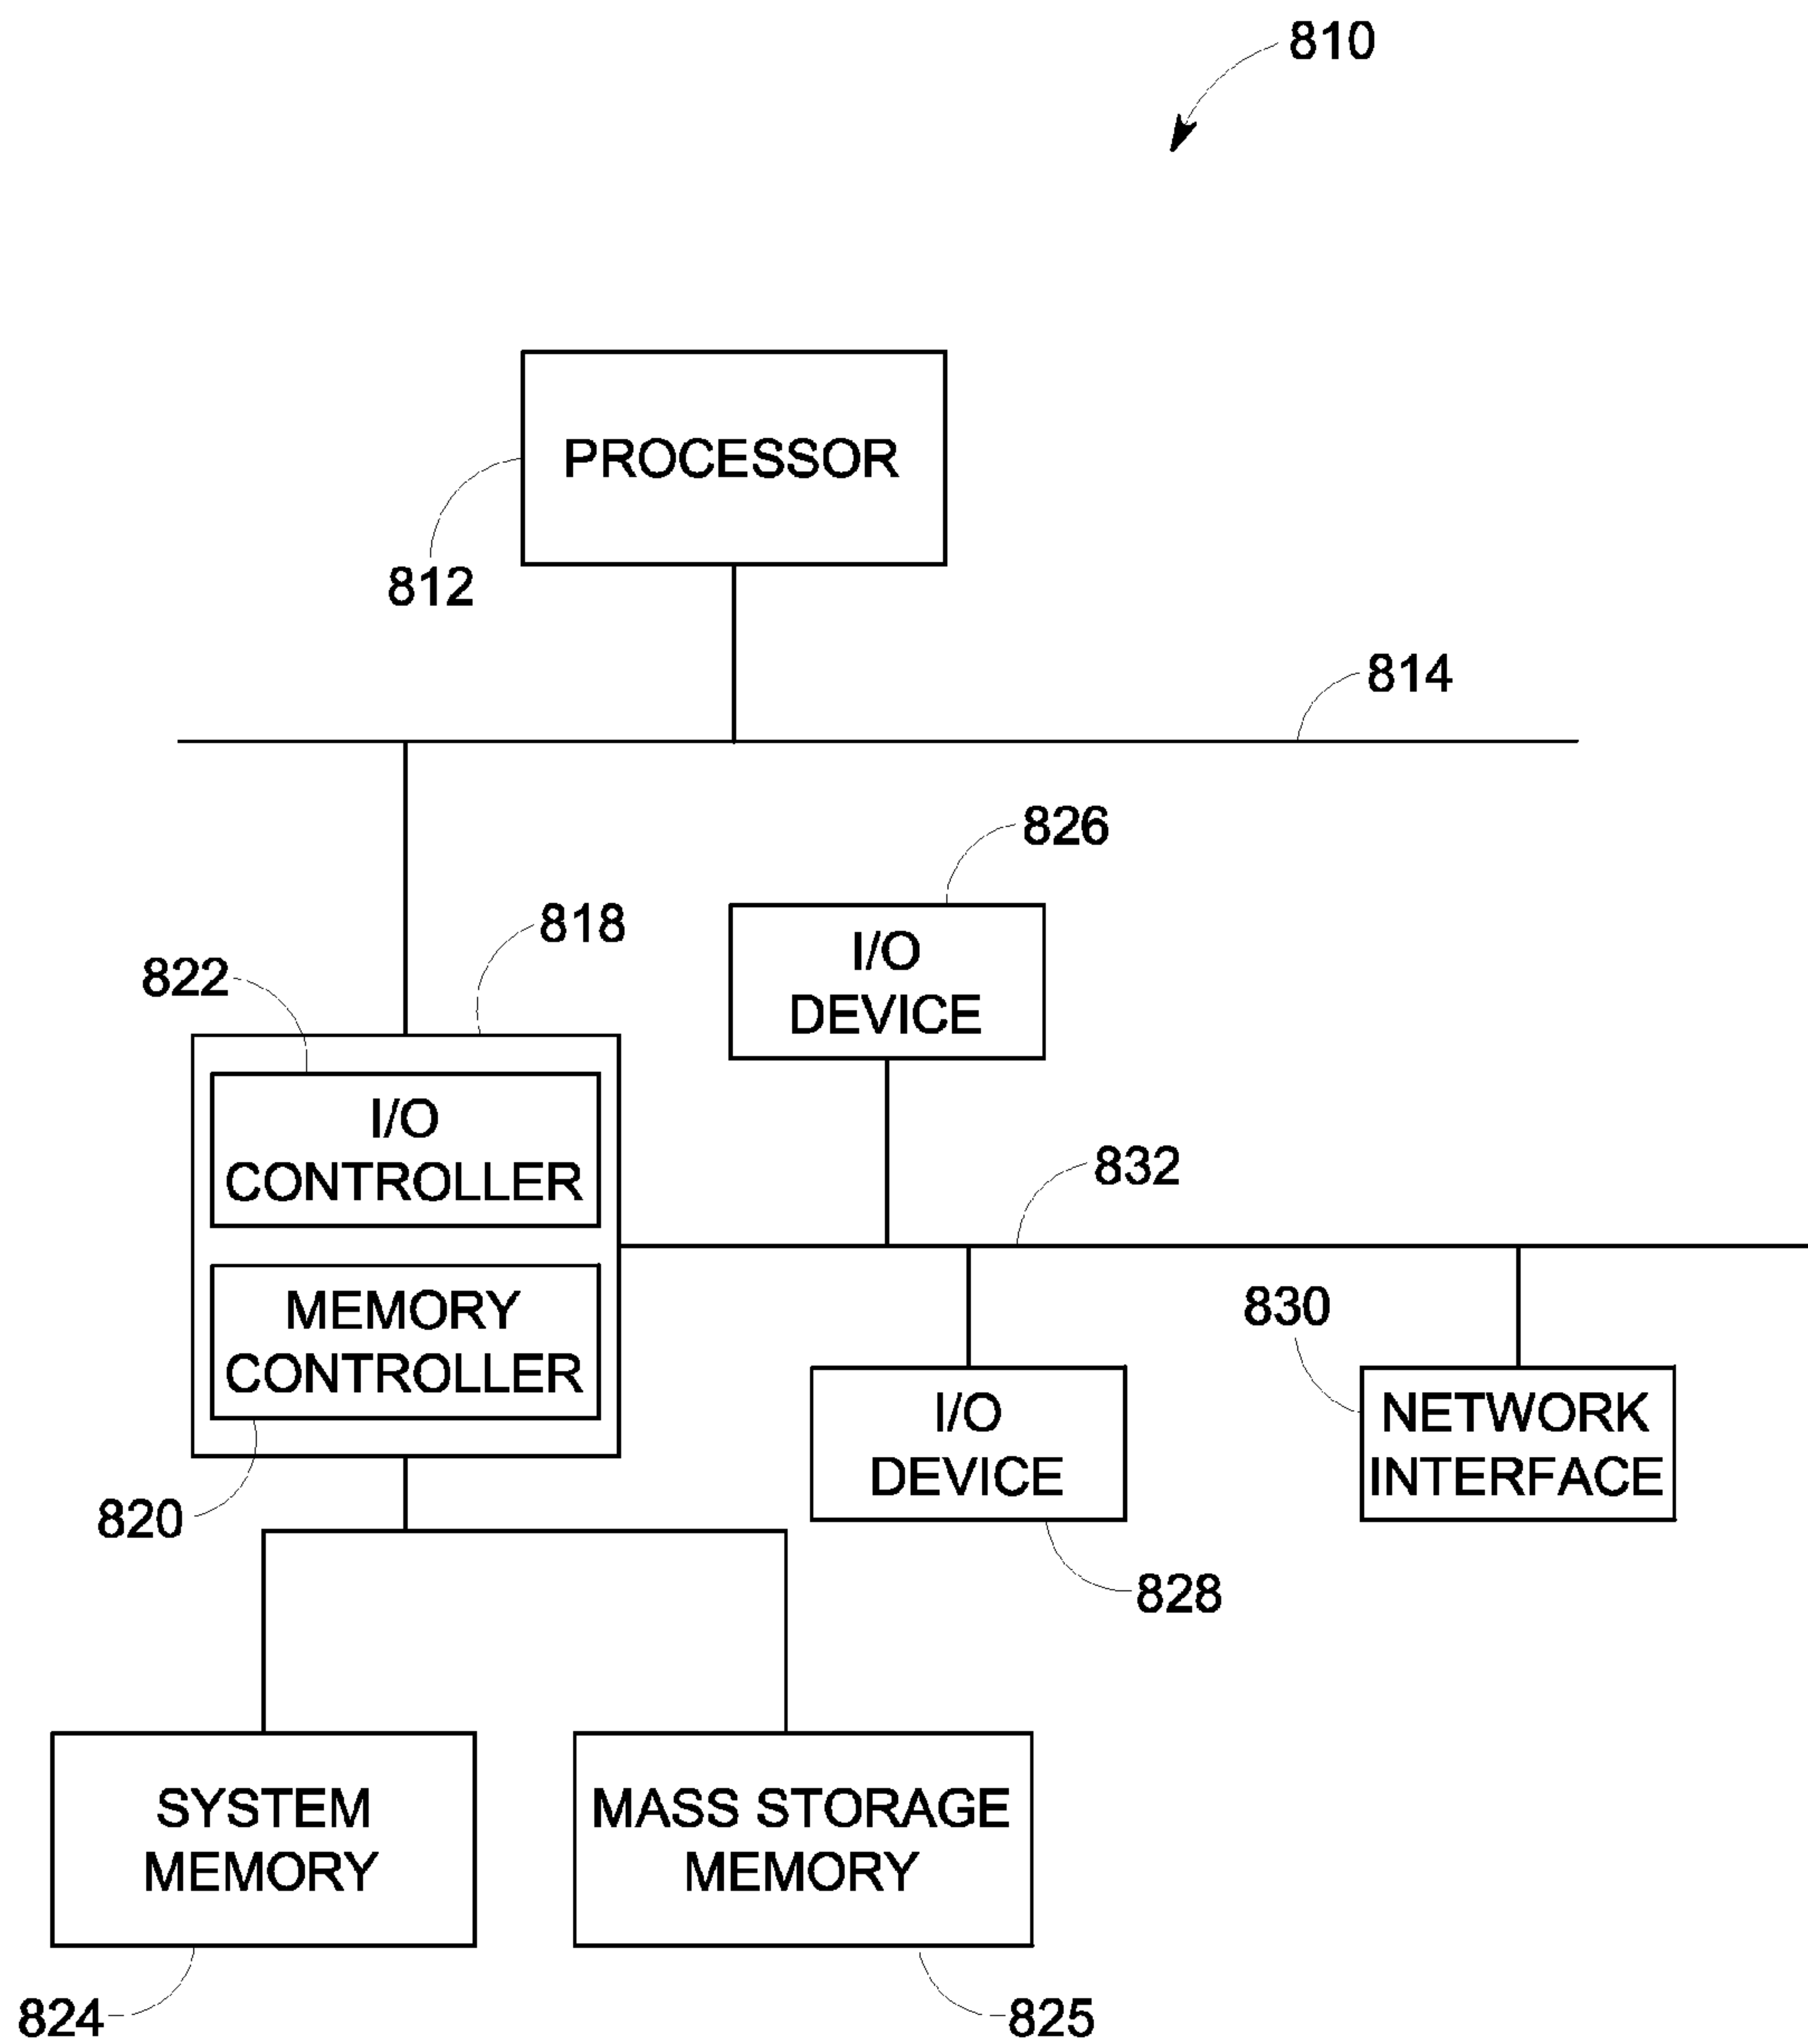 810
PROCESSOR
812
814
826
818
822
I/O
DEVICE
I/O
CONTROLLER
832
MEMORY
CONTROLLER
830
I/O
DEVICE
NETWORK
INTERFACE
820
828
SYSTEM
MEMORY
MASS STORAGE
MEMORY
824
825